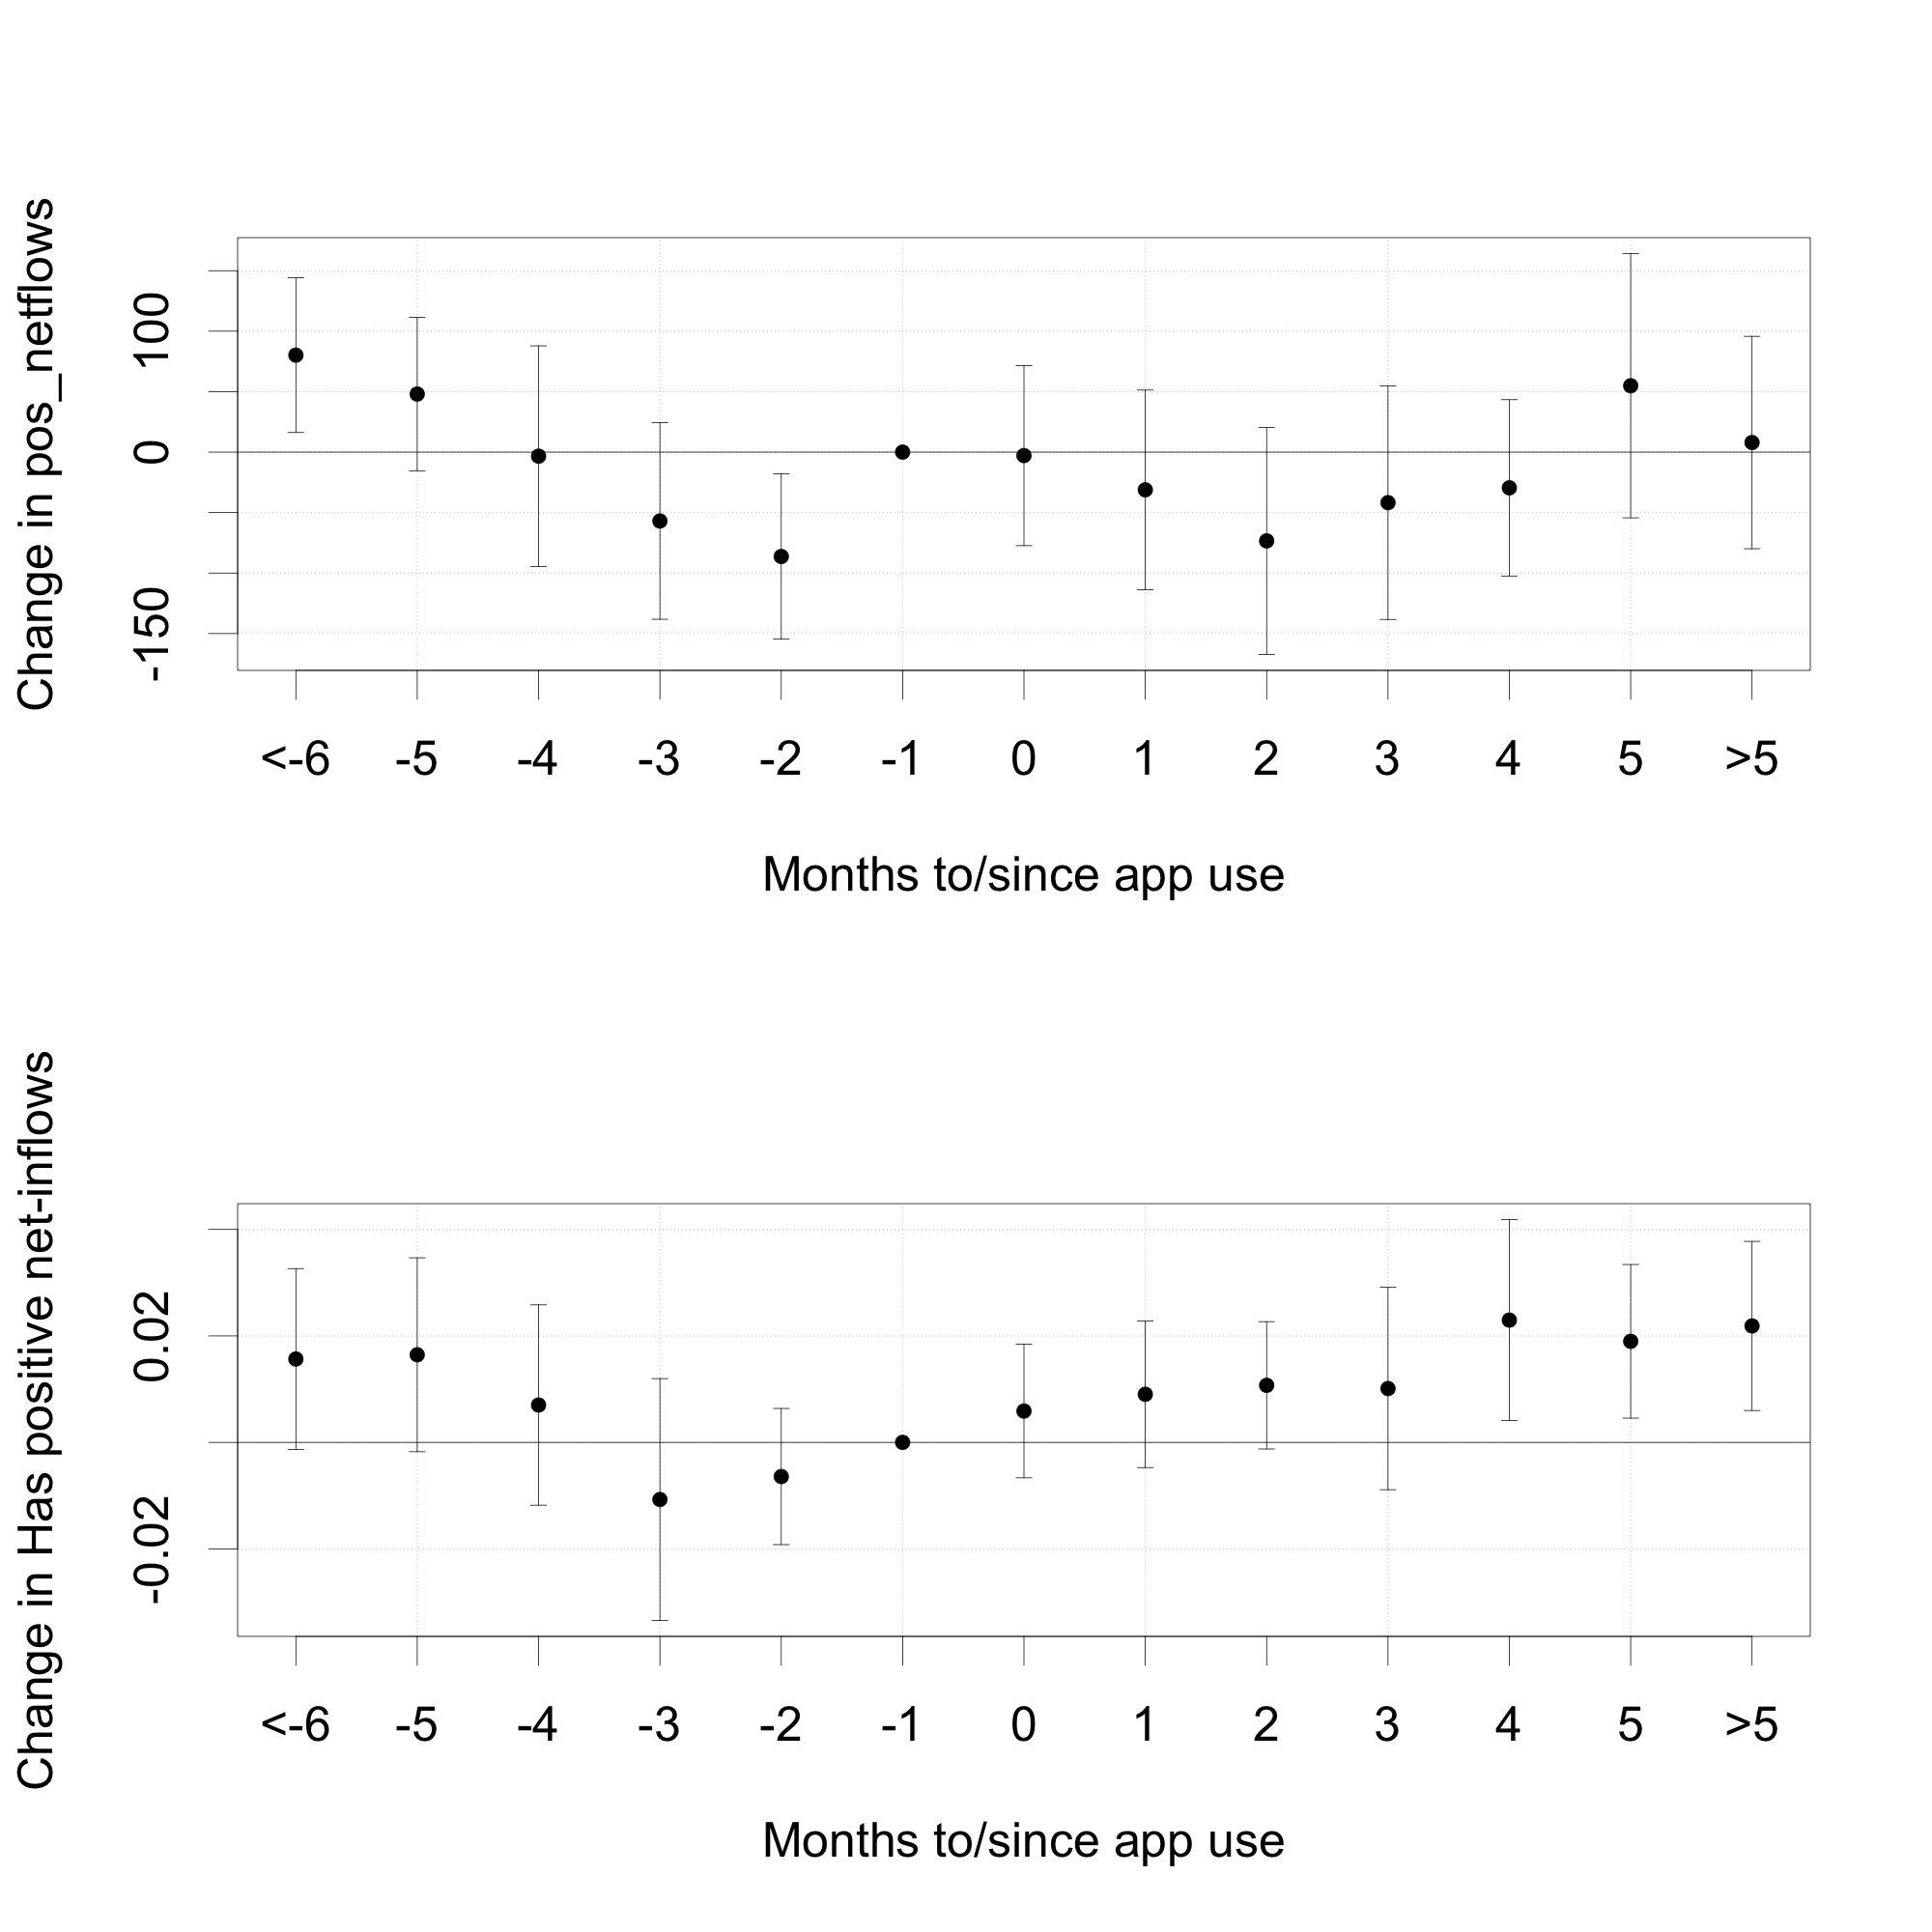 Change in pos_netflows
100
0
-150
<-6 -5 -4 -3 -2 -1 0 1 2 3 4 5 >5
Months to/since app use
Change in Has positive net-inflows
0.02
-0.02
<-6 -5 -4 -3 -2 -1 0 1 2 3 4 5 >5
Months to/since app use